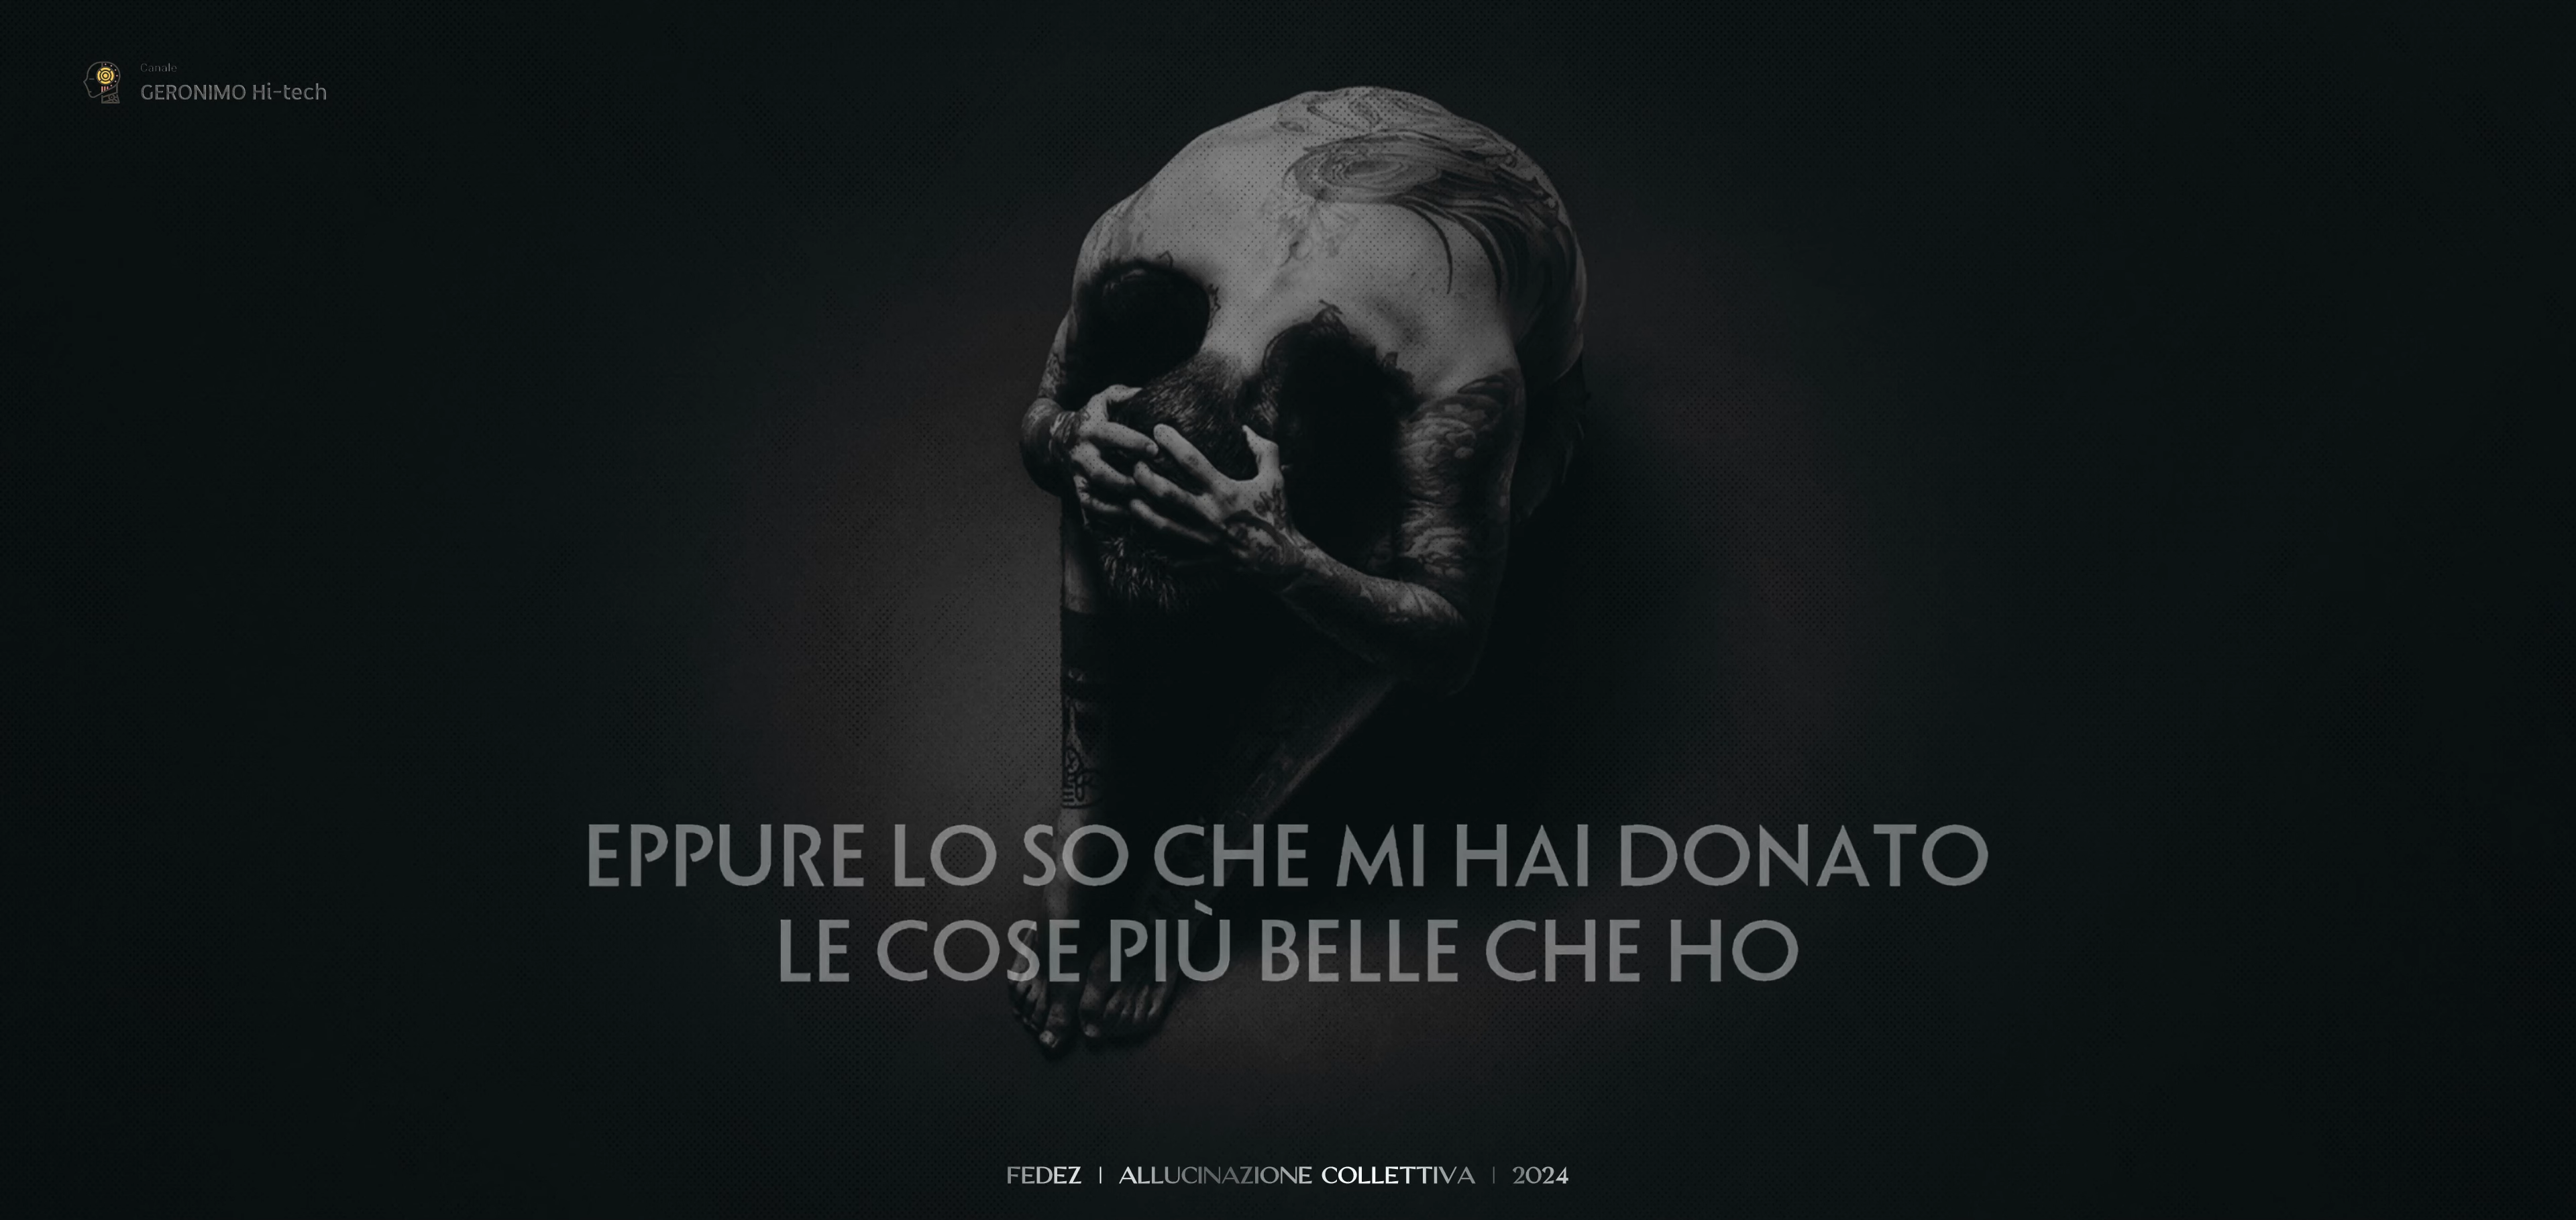 Canale
GERONIMO Hi-tech
EPPURE LO SO CHE MI HAI DONATO
LE COSE PIÙ BELLE CHE HO
FEDEZ | ALLUCINAZIONE COLLETTIVA | 2024